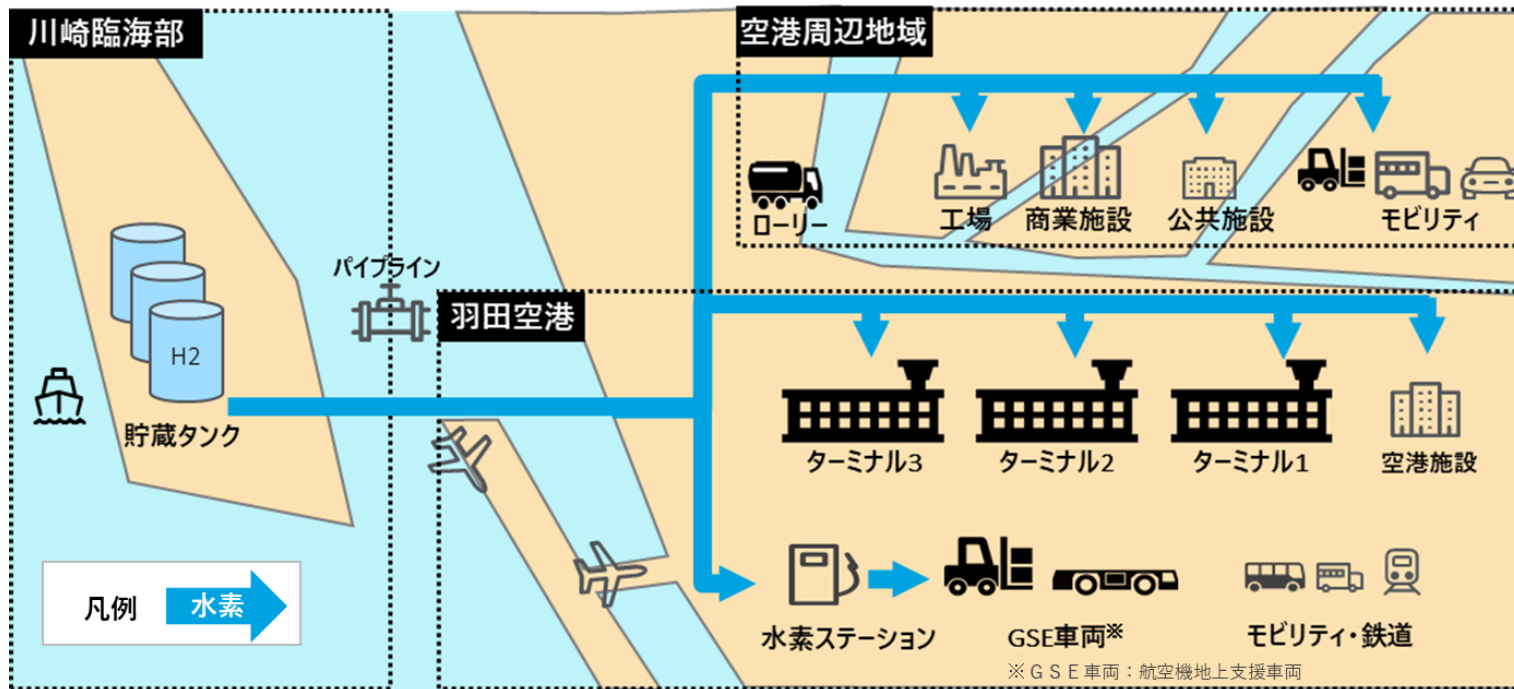 川崎臨海部
空港周辺地域
ローリー
工場
商業施設
公共施設
モビリティ
パイプライン
羽田空港
H2
貯蔵タンク
ターミナル3
ターミナル2
ターミナル1
空港施設
凡例
水素
水素ステーション
GSE車両※
モビリティ・鉄道
※GSE車両:航空機地上支援車両